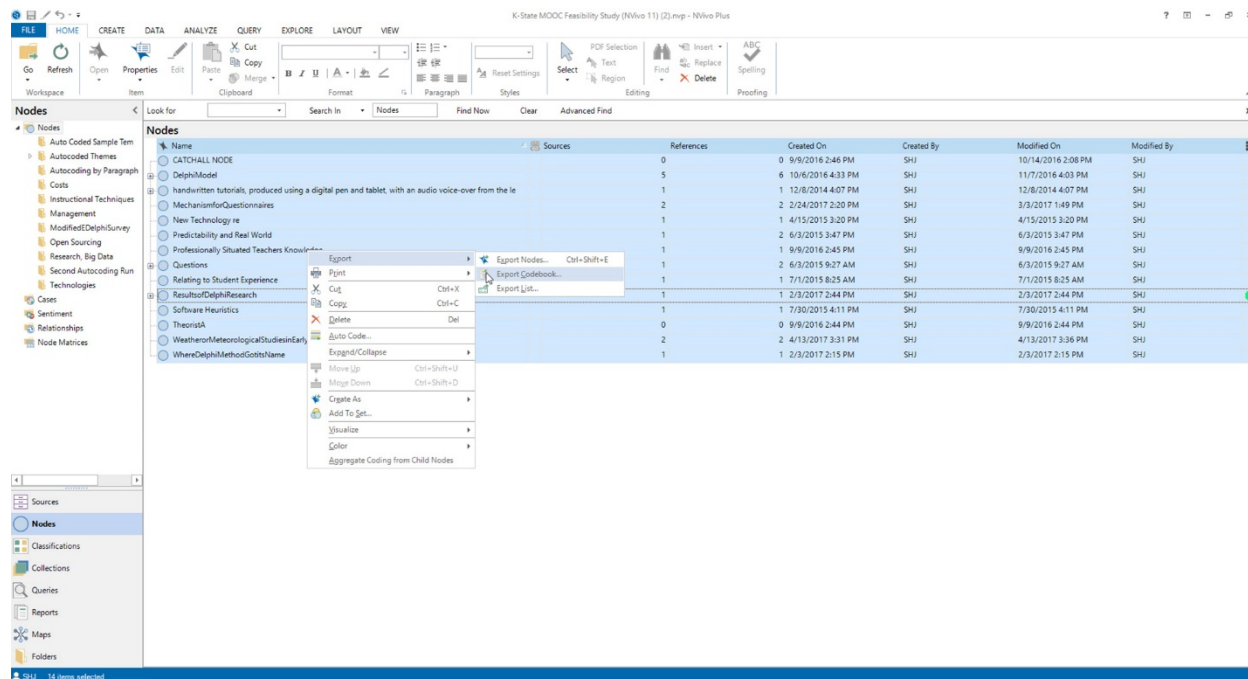 K-State MOOC Feasibility Study (NVivo 11) (2).nvp - NVivo Plus
FILE HOME CREATE DATA ANALYZE QUERY EXPLORE LAYOUT VIEW
Go Refresh Open Properties Edit Paste Cut Copy Merge
B I U A
Reset Settings
Select PDF Selection Text Region Find Insert Replace Delete
ABC Spelling
Workspace Item Clipboard Format Paragraph Styles Editing Proofing
Nodes
Look for Search In Nodes Find Now Clear Advanced Find
Nodes
Auto Coded Sample Tem
Autocoded Themes
Autocoding by Paragraph
Costs
Instructional Techniques
Management
ModifiedEDelphiSurvey
Open Sourcing
Research, Big Data
Second Autocoding Run
Technologies
Cases
Sentiment
Relationships
Node Matrices
Sources
Nodes
Classifications
Collections
Queries
Reports
Maps
Folders
Nodes
Name Sources References Created On Created By Modified On Modified By
CATCHALL NODE 0 0 9/9/2016 2:46 PM SHJ 10/14/2016 2:08 PM SHJ
DelphiModel 5 6 10/6/2016 4:33 PM SHJ 11/7/2016 4:03 PM SHJ
handwritten tutorials, produced using a digital pen and tablet, with an audio voice-over from the le 1 1 12/8/2014 4:07 PM SHJ 12/8/2014 4:07 PM SHJ
MechanismforQuestionnaires 2 2 2/24/2017 2:20 PM SHJ 3/3/2017 1:49 PM SHJ
New Technology re 1 1 4/15/2015 3:20 PM SHJ 4/15/2015 3:20 PM SHJ
Predictability and Real World 1 2 6/3/2015 3:47 PM SHJ 6/3/2015 3:47 PM SHJ
Professionally Situated Teachers Knowledge 1 1 9/9/2016 2:45 PM SHJ 9/9/2016 2:45 PM SHJ
Questions 1 2 6/3/2015 9:27 AM SHJ 6/3/2015 9:27 AM SHJ
Relating to Student Experience 1 1 7/1/2015 8:25 AM SHJ 7/1/2015 8:25 AM SHJ
ResultsofDelphiResearch 1 1 2/3/2017 2:44 PM SHJ 2/3/2017 2:44 PM SHJ
Software Heuristics 1 1 7/30/2015 4:11 PM SHJ 7/30/2015 4:11 PM SHJ
TheoristA 0 0 9/9/2016 2:44 PM SHJ 9/9/2016 2:44 PM SHJ
WeatherorMeteorologicalStudiesinEarly 2 2 4/13/2017 3:31 PM SHJ 4/13/2017 3:36 PM SHJ
WhereDelphiMethodGotitsName 1 1 2/3/2017 2:15 PM SHJ 2/3/2017 2:15 PM SHJ
Export
Print
Cut Ctrl+X
Copy Ctrl+C
Delete Del
Auto Code...
Expand/Collapse
Move Up Ctrl+Shift+U
Move Down Ctrl+Shift+D
Create As
Add To Set...
Visualize
Color
Aggregate Coding from Child Nodes
Export Nodes... Ctrl+Shift+E
Export Codebook...
Export List...
SHJ 14 items selected